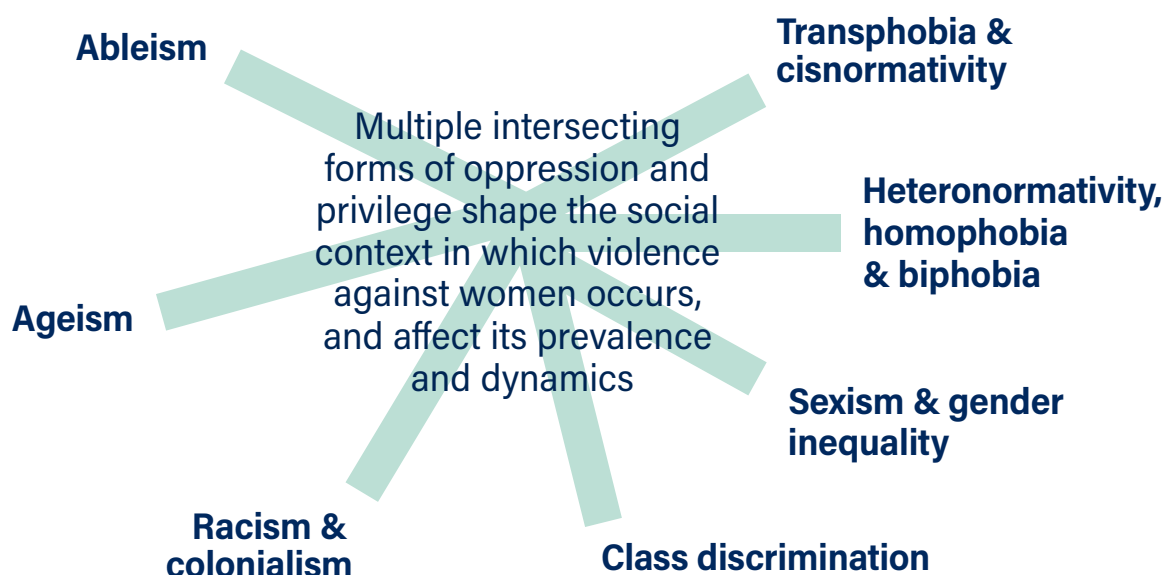 Ableism
Transphobia &
cisnormativity
Multiple intersecting
forms of oppression and
privilege shape the social
context in which violence
against women occurs,
and affect its prevalence
and dynamics
Heteronormativity,
homophobia
& biphobia
Ageism
Sexism & gender
inequality
Racism &
colonialism
Class discrimination